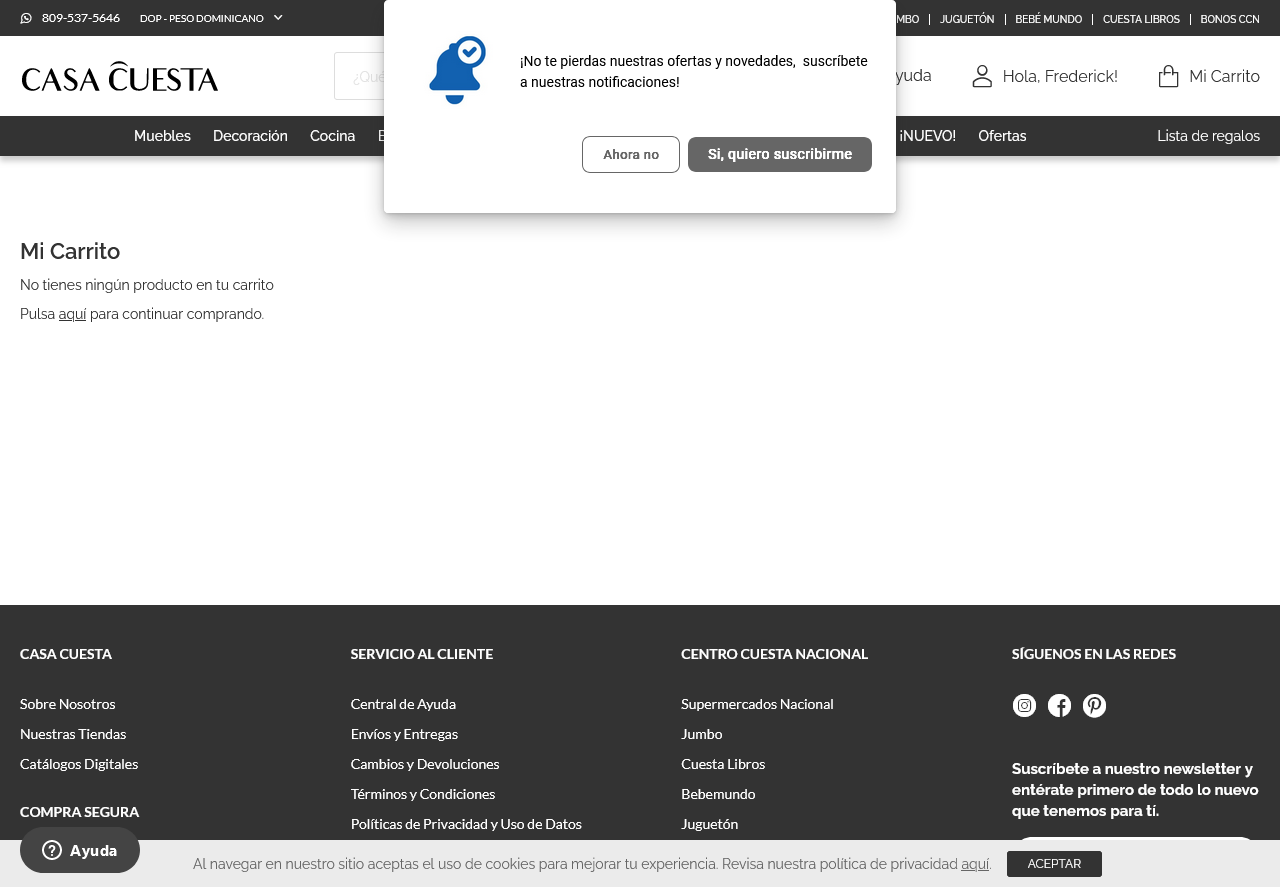 809-537-5646 DOP - PESO DOMINICANO
JUGUETÓN BEBÉ MUNDO CUESTA LIBROS BONOS CCN
CASA CUESTA
Hola, Frederick! Mi Carrito
Muebles Decoración Cocina ¡NUEVO! Ofertas Lista de regalos
¡No te pierdas nuestras ofertas y novedades, suscríbete
a nuestras notificaciones!
Ahora no Si, quiero suscribirme
Mi Carrito
No tienes ningún producto en tu carrito
Pulsa aquí para continuar comprando.
CASA CUESTA
Sobre Nosotros
Nuestras Tiendas
Catálogos Digitales
COMPRA SEGURA
SERVICIO AL CLIENTE
Central de Ayuda
Envíos y Entregas
Cambios y Devoluciones
Términos y Condiciones
Políticas de Privacidad y Uso de Datos
CENTRO CUESTA NACIONAL
Supermercados Nacional
Jumbo
Cuesta Libros
Bebemundo
Juguetón
SÍGUENOS EN LAS REDES
Suscríbete a nuestro newsletter y
entérate primero de todo lo nuevo
que tenemos para tí.
Ayuda
Al navegar en nuestro sitio aceptas el uso de cookies para mejorar tu experiencia. Revisa nuestra política de privacidad aquí. ACEPTAR